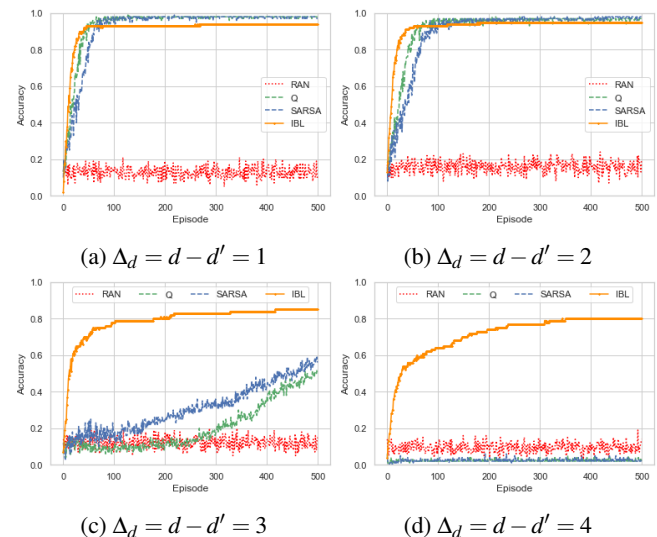 1.0
0.8
0.6
0.4
0.2
0.0
Accuracy
RAN
Q
SARSA
IBL
0 100 200 300 400 500
Episode
(a) Δd = d − d′ = 1
1.0
0.8
0.6
0.4
0.2
0.0
Accuracy
RAN
Q
SARSA
IBL
0 100 200 300 400 500
Episode
(b) Δd = d − d′ = 2
1.0
0.8
0.6
0.4
0.2
0.0
Accuracy
RAN Q SARSA IBL
0 100 200 300 400 500
Episode
(c) Δd = d − d′ = 3
1.0
0.8
0.6
0.4
0.2
0.0
Accuracy
RAN Q SARSA IBL
0 100 200 300 400 500
Episode
(d) Δd = d − d′ = 4